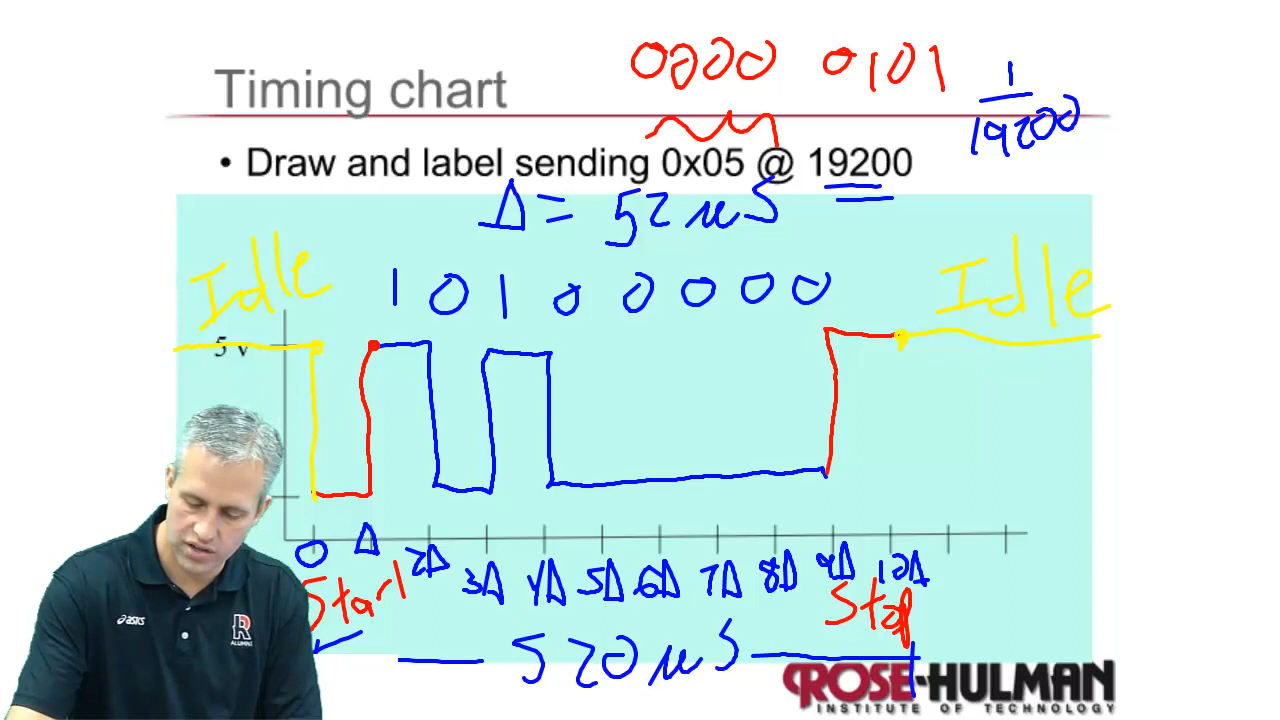 0000 0101
Timing chart
1
19200
• Draw and label sending 0x05 @ 19200
Δ = 52 us
Idle
1 0 1 0 0 0 0 0
Idle
5 v
0 Δ 2Δ 3Δ 4Δ 5Δ 6Δ 7Δ 8Δ 9Δ 10Δ
Start
Stop
520 us
asics
R
ALUMNI
ROSE-HULMAN
INSTITUTE OF TECHNOLOGY